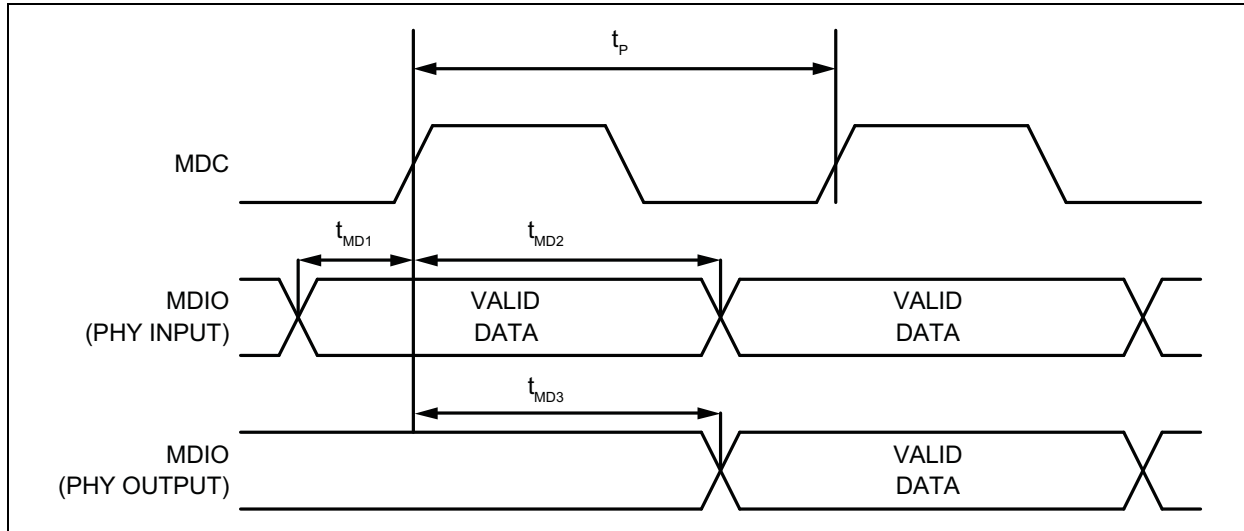 tP
MDC
tMD1
tMD2
MDIO
(PHY INPUT)
VALID
DATA
VALID
DATA
tMD3
MDIO
(PHY OUTPUT)
VALID
DATA